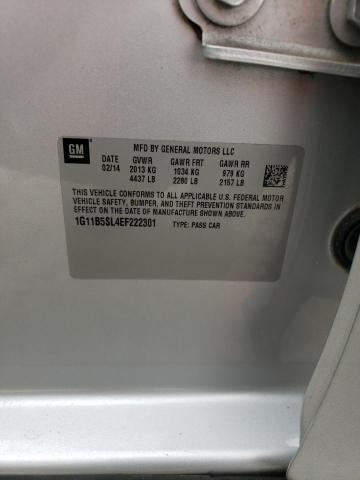 GM
MFD BY GENERAL MOTORS LLC
DATE GVWR GAWR FRT GAWR RR
02/14 2013 KG 1034 KG 979 KG
4437 LB 2280 LB 2157 LB
THIS VEHICLE CONFORMS TO ALL APPLICABLE U.S. FEDERAL MOTOR
VEHICLE SAFETY, BUMPER, AND THEFT PREVENTION STANDARDS IN
EFFECT ON THE DATE OF MANUFACTURE SHOWN ABOVE.
1G11B5SL4EF222301 TYPE: PASS CAR